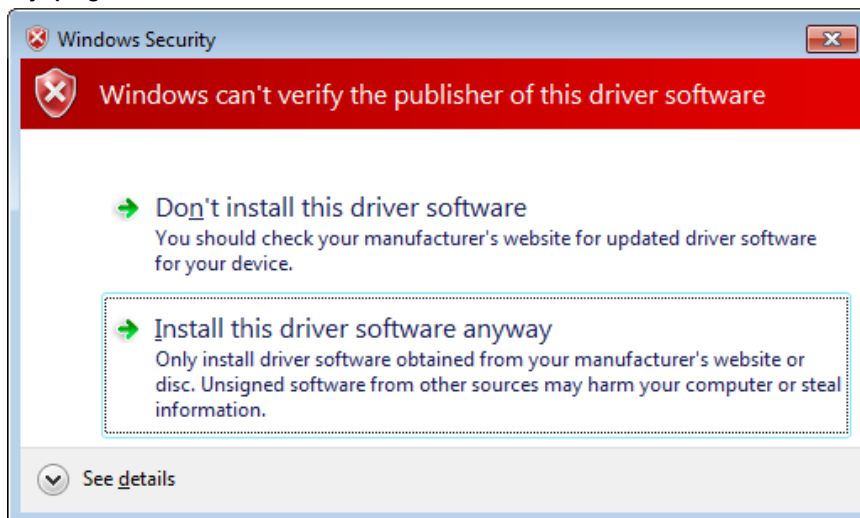 Windows Security
Windows can't verify the publisher of this driver software
Don't install this driver software
You should check your manufacturer's website for updated driver software
for your device.
Install this driver software anyway
Only install driver software obtained from your manufacturer's website or
disc. Unsigned software from other sources may harm your computer or steal
information.
See details